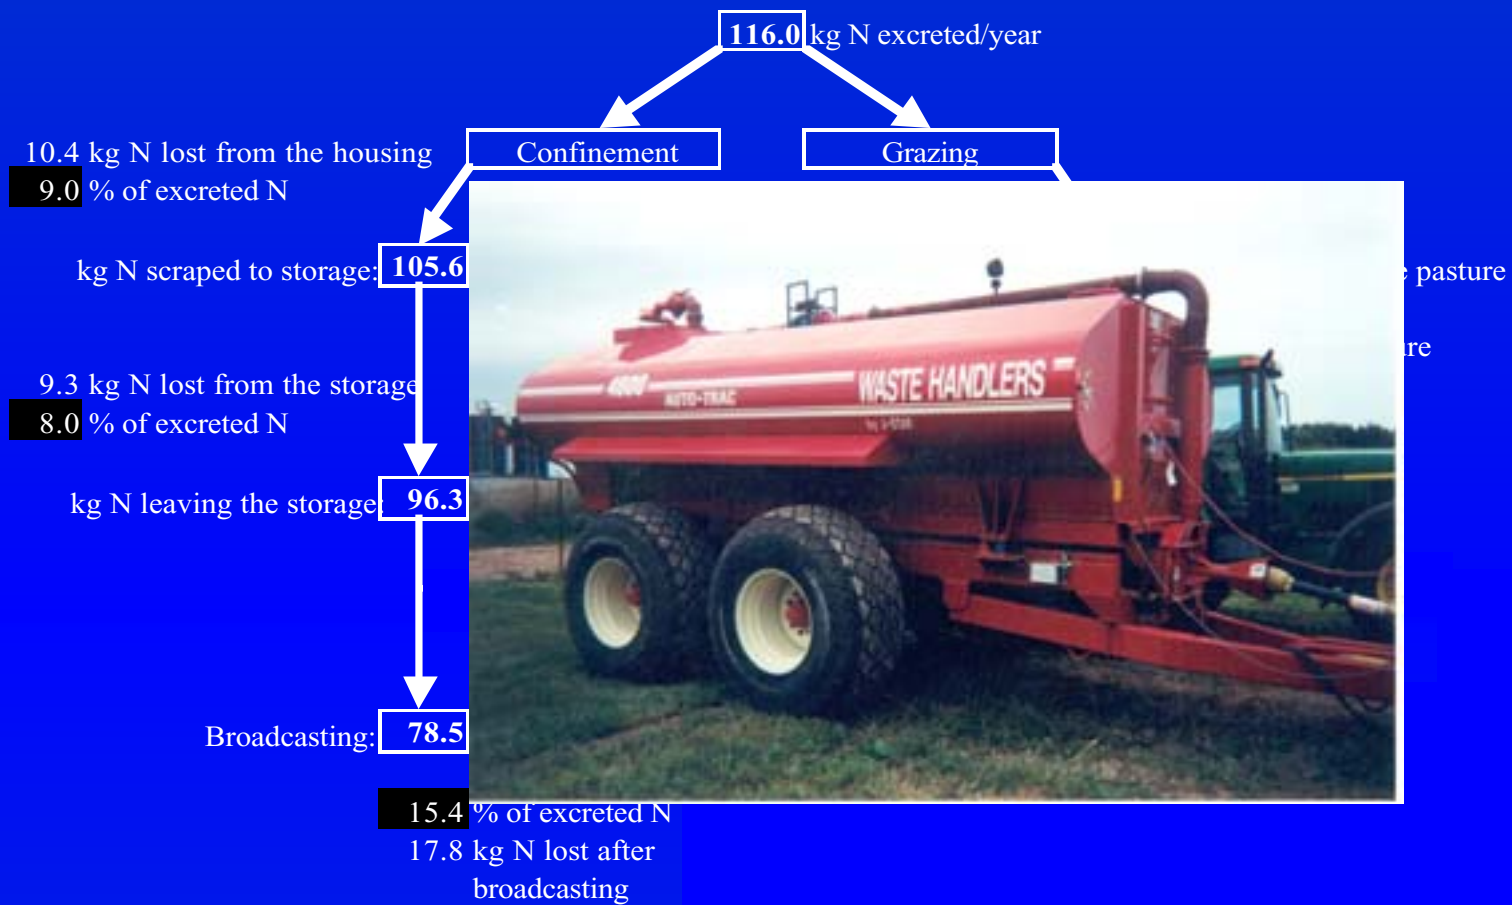 116.0 kg N excreted/year
Confinement
Grazing
10.4 kg N lost from the housing
9.0 % of excreted N
kg N scraped to storage: 105.6
pasture
9.3 kg N lost from the storage
8.0 % of excreted N
kg N leaving the storage: 96.3
4800
AUTO-TRAC
WASTE HANDLERS
Broadcasting: 78.5
15.4 % of excreted N
17.8 kg N lost after
broadcasting